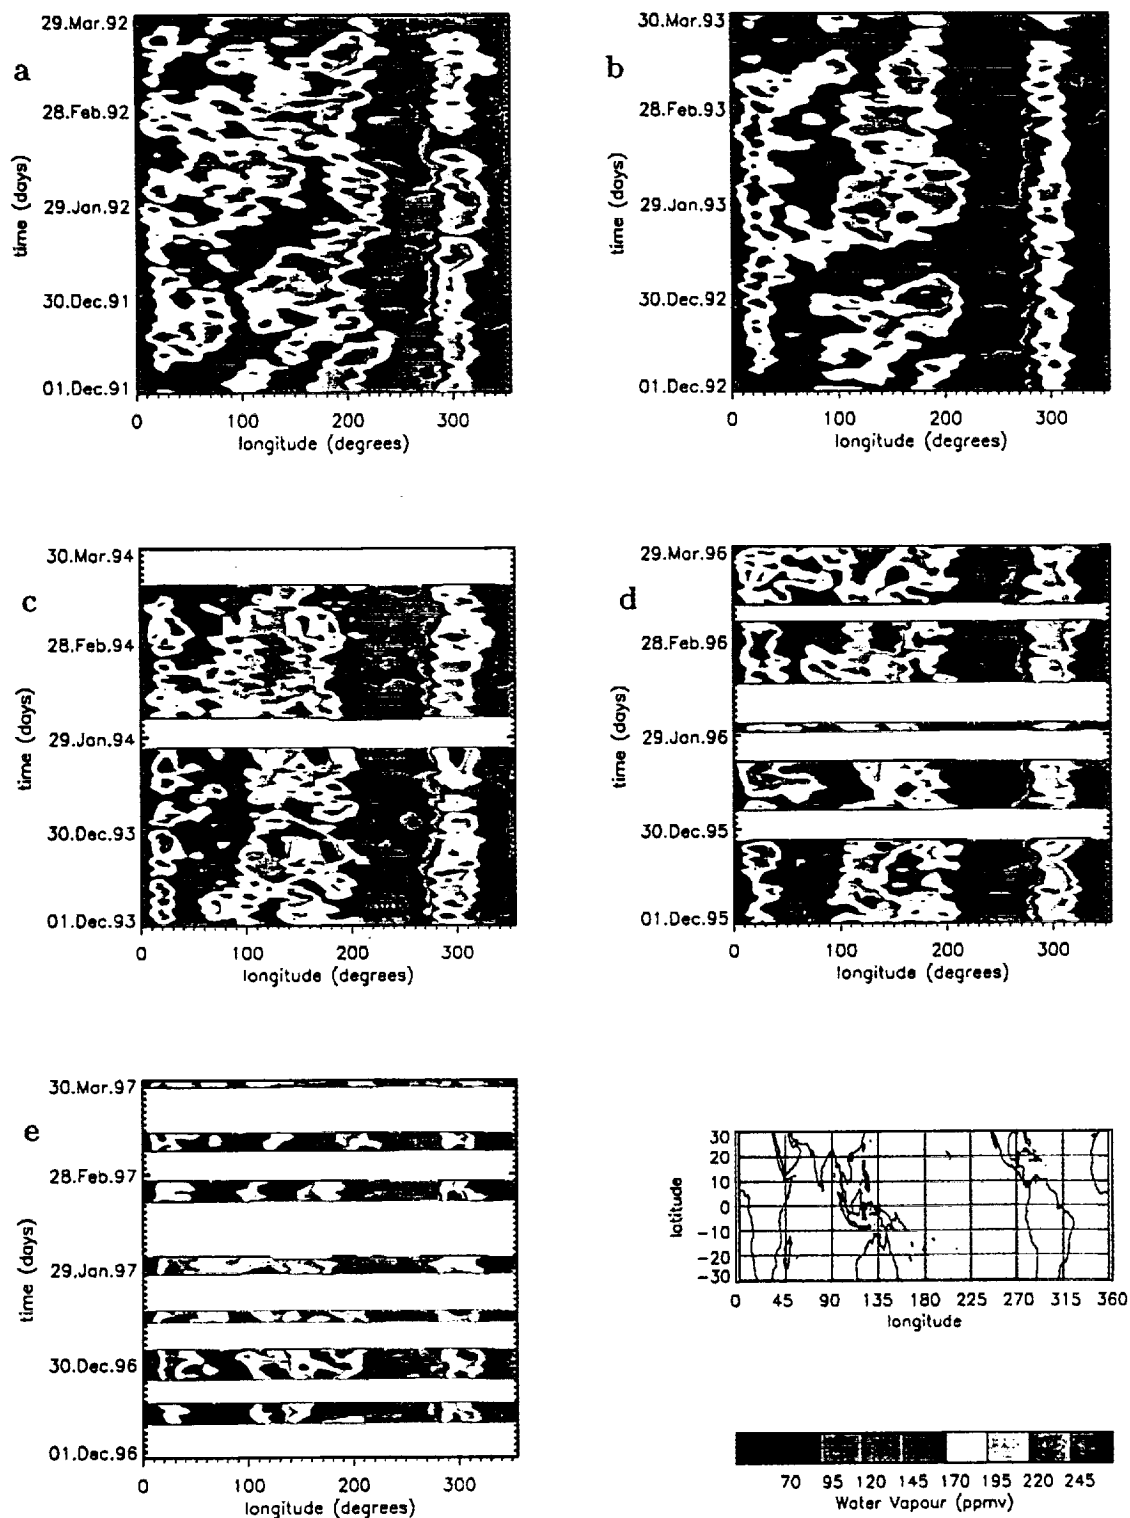 a
29.Mar.92
28.Feb.92
29.Jan.92
30.Dec.91
01.Dec.91
time (days)
0 100 200 300
longitude (degrees)
b
30.Mar.93
28.Feb.93
29.Jan.93
30.Dec.92
01.Dec.92
time (days)
0 100 200 300
longitude (degrees)
c
30.Mar.94
28.Feb.94
29.Jan.94
30.Dec.93
01.Dec.93
time (days)
0 100 200 300
longitude (degrees)
d
29.Mar.96
28.Feb.96
29.Jan.96
30.Dec.95
01.Dec.95
time (days)
0 100 200 300
longitude (degrees)
e
30.Mar.97
28.Feb.97
29.Jan.97
30.Dec.96
01.Dec.96
time (days)
0 100 200 300
longitude (degrees)
30
20
10
0
-10
-20
-30
latitude
0 45 90 135 180 225 270 315 360
longitude
70 95 120 145 170 195 220 245
Water Vapour (ppmv)